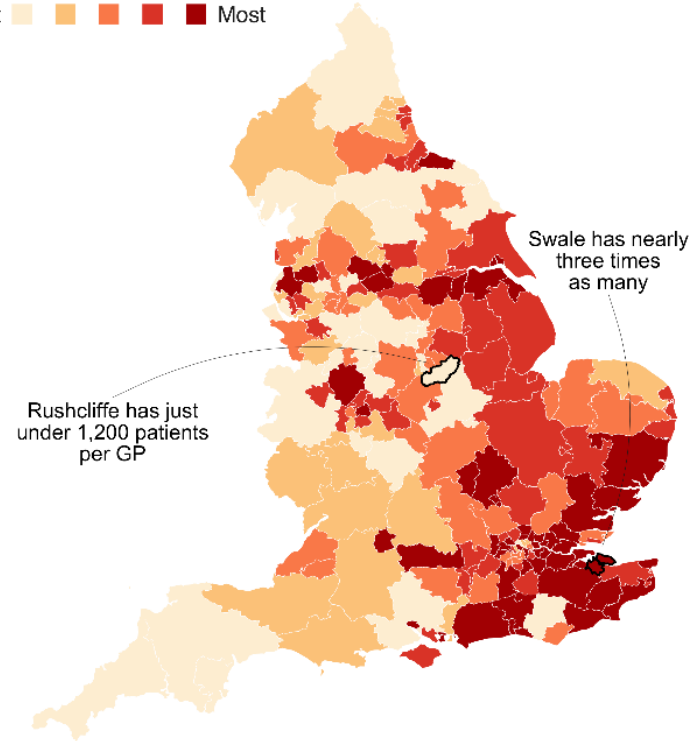 Most
Swale has nearly
three times
as many
Rushcliffe has just
under 1,200 patients
per GP